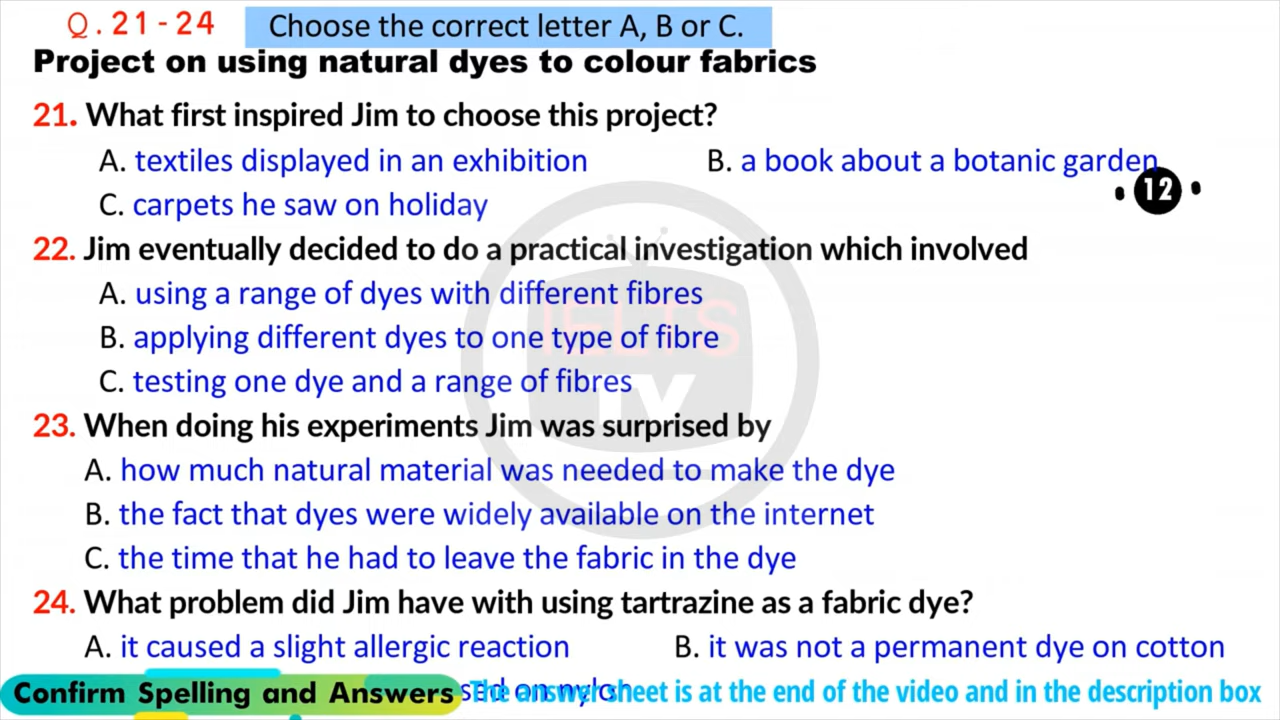 Q. 21 - 24 Choose the correct letter A, B or C.
Project on using natural dyes to colour fabrics
21. What first inspired Jim to choose this project?
A. textiles displayed in an exhibition B. a book about a botanic garden
12
C. carpets he saw on holiday
22. Jim eventually decided to do a practical investigation which involved
A. using a range of dyes with different fibres
B. applying different dyes to one type of fibre
IELTS
C. testing one dye and a range of fibres
TV
23. When doing his experiments Jim was surprised by
A. how much natural material was needed to make the dye
B. the fact that dyes were widely available on the internet
C. the time that he had to leave the fabric in the dye
24. What problem did Jim have with using tartrazine as a fabric dye?
A. it caused a slight allergic reaction B. it was not a permanent dye on cotton
on nylon
Confirm Spelling and Answers The answer sheet is at the end of the video and in the description box